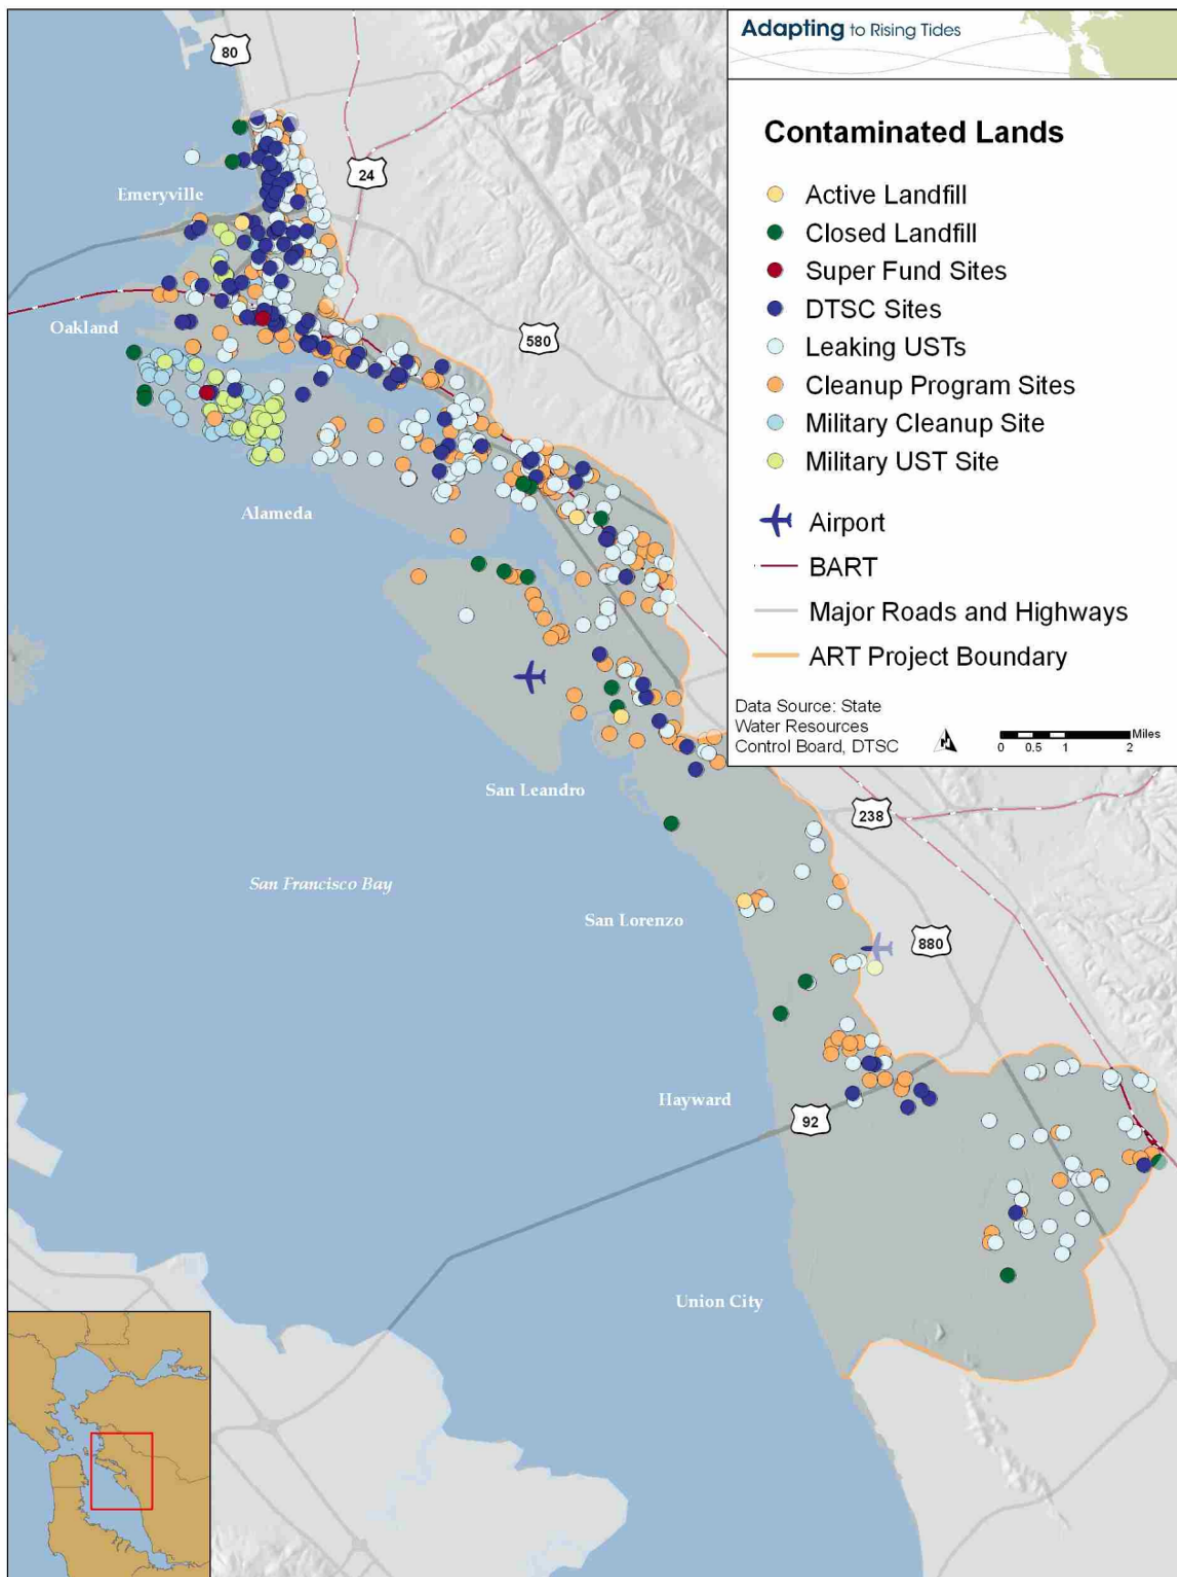 Adapting to Rising Tides
Contaminated Lands
Active Landfill
Closed Landfill
Super Fund Sites
DTSC Sites
Leaking USTs
Cleanup Program Sites
Military Cleanup Site
Military UST Site
Airport
BART
Major Roads and Highways
ART Project Boundary
Data Source: State
Water Resources
Control Board, DTSC
N
0 0.5 1 2 Miles
80
24
Emeryville
Oakland
580
Alameda
San Leandro
238
San Francisco Bay
San Lorenzo
880
Hayward
92
Union City